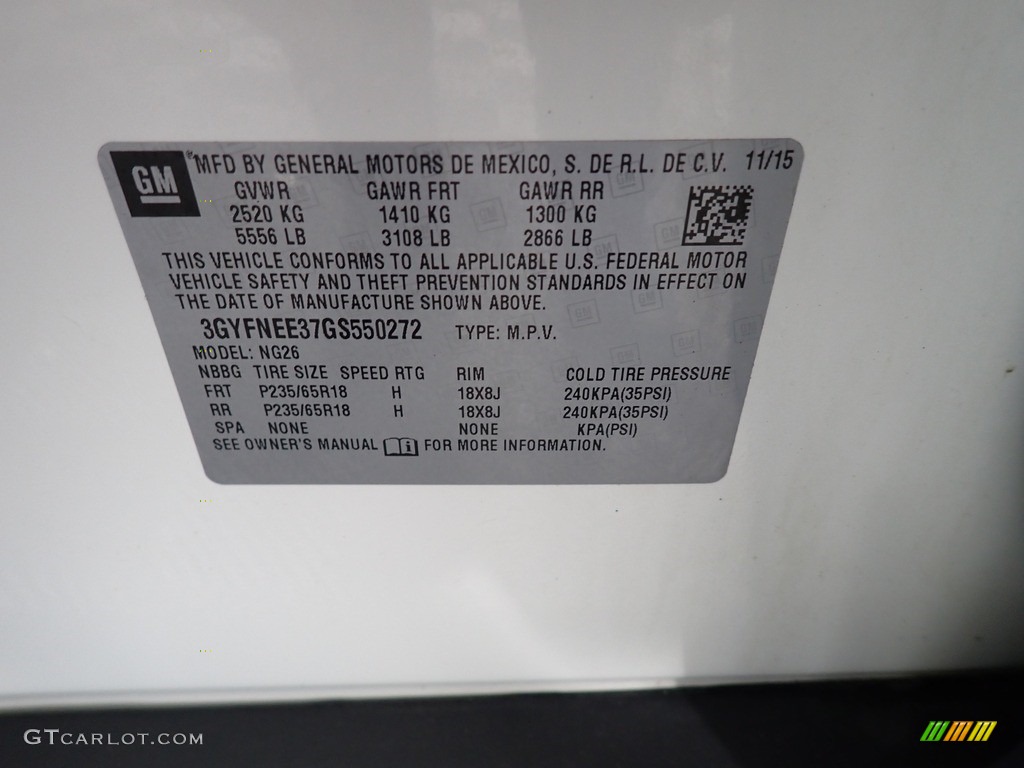 GM ® MFD BY GENERAL MOTORS DE MEXICO, S. DE R.L. DE C.V. 11/15
GVWR GAWR FRT GAWR RR
2520 KG 1410 KG 1300 KG
5556 LB 3108 LB 2866 LB
THIS VEHICLE CONFORMS TO ALL APPLICABLE U.S. FEDERAL MOTOR
VEHICLE SAFETY AND THEFT PREVENTION STANDARDS IN EFFECT ON
THE DATE OF MANUFACTURE SHOWN ABOVE.
3GYFNEE37GS550272 TYPE: M.P.V.
MODEL: NG26
NBBG TIRE SIZE SPEED RTG RIM COLD TIRE PRESSURE
FRT P235/65R18 H 18X8J 240KPA(35PSI)
RR P235/65R18 H 18X8J 240KPA(35PSI)
SPA NONE NONE KPA(PSI)
SEE OWNER'S MANUAL i FOR MORE INFORMATION.
GTCARLOT.COM